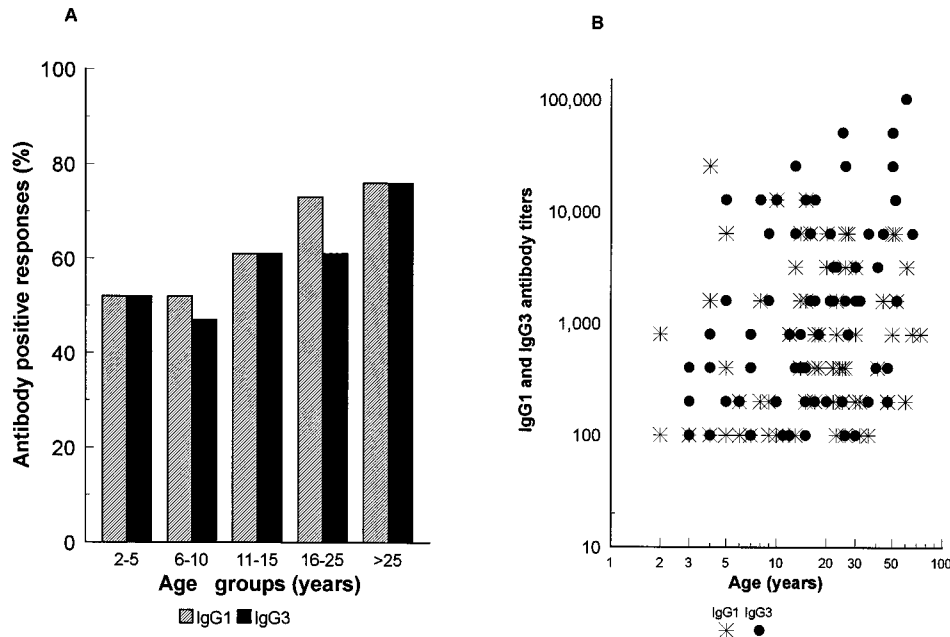 A
Antibody positive responses (%)
100
80
60
40
20
0
2-5 6-10 11-15 16-25 >25
Age groups (years)
IgG1 IgG3
B
IgG1 and IgG3 antibody titers
100,000
10,000
1,000
100
10
1 2 3 5 10 20 30 50 100
Age (years)
IgG1 IgG3